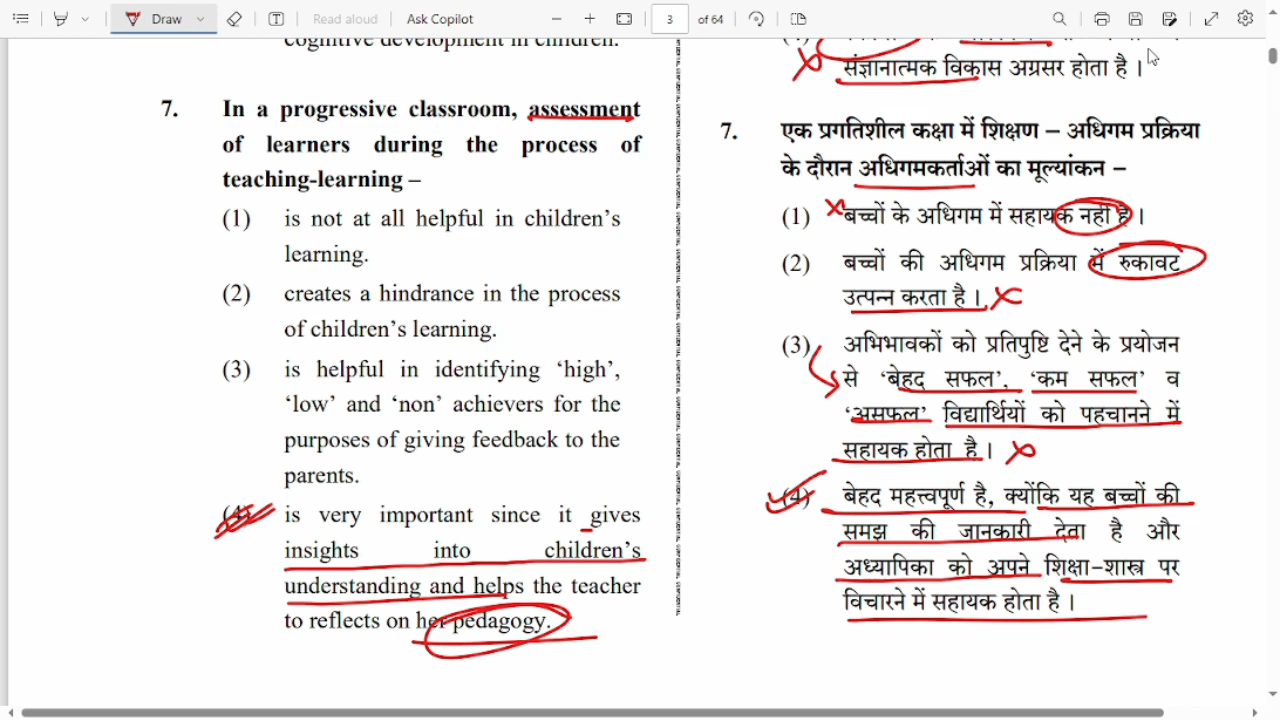 Draw
Read aloud
Ask Copilot
3
of 64
cognitive development in children.
7. In a progressive classroom, assessment
of learners during the process of
teaching-learning –
(1) is not at all helpful in children's
learning.
(2) creates a hindrance in the process
of children's learning.
(3) is helpful in identifying 'high',
'low' and 'non' achievers for the
purposes of giving feedback to the
parents.
(4) is very important since it gives
insights into children's
understanding and helps the teacher
to reflects on her pedagogy.
संज्ञानात्मक विकास अग्रसर होता है।
7. एक प्रगतिशील कक्षा में शिक्षण – अधिगम प्रक्रिया
के दौरान अधिगमकर्ताओं का मूल्यांकन –
(1) बच्चों के अधिगम में सहायक नहीं है।
(2) बच्चों की अधिगम प्रक्रिया में रुकावट
उत्पन्न करता है।
(3) अभिभावकों को प्रतिपुष्टि देने के प्रयोजन
से 'बेहद सफल', 'कम सफल' व
'असफल' विद्यार्थियों को पहचानने में
सहायक होता है।
(4) बेहद महत्त्वपूर्ण है, क्योंकि यह बच्चों की
समझ की जानकारी देता है और
अध्यापिका को अपने शिक्षा-शास्त्र पर
विचारने में सहायक होता है।